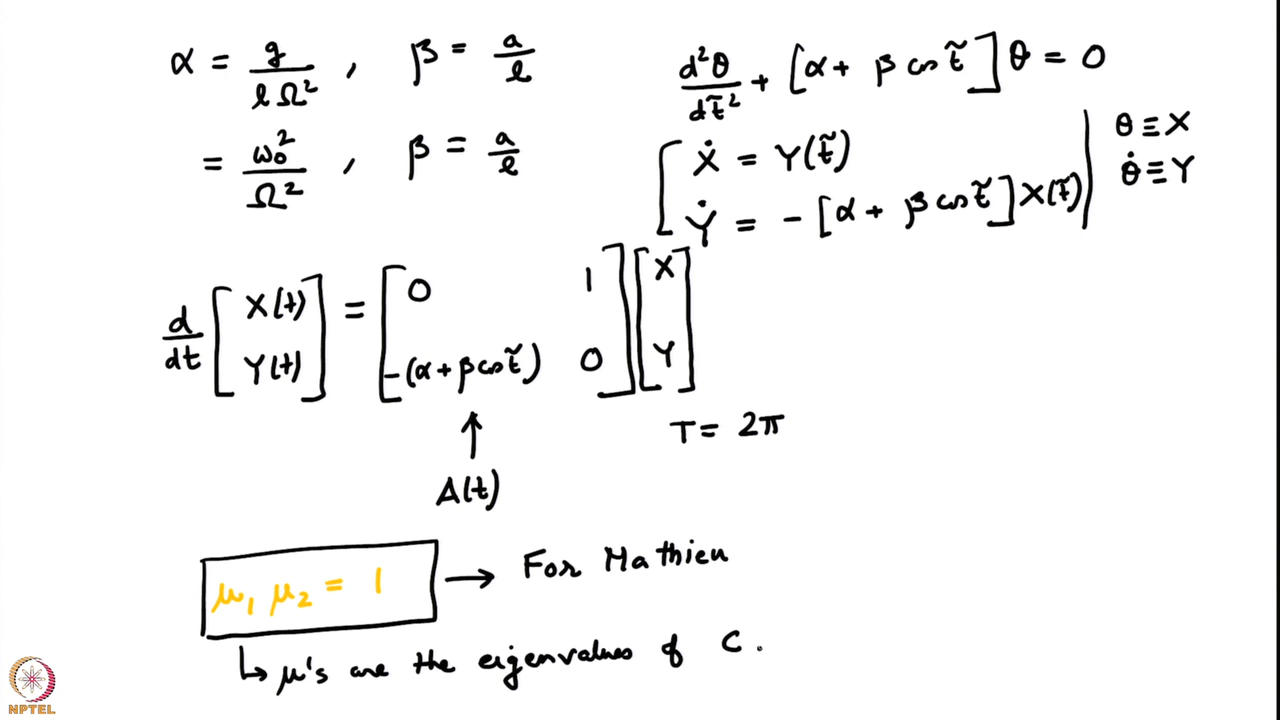 α = g / lΩ² , β = a / l
= ω₀² / Ω² , β = a / l
d²θ/dt̃² + [α + β cos t̃] θ = 0
Ẋ = Y(t̃)
Ẏ = - [α + β cos t̃] X(t̃)
θ ≡ X
θ̇ ≡ Y
d/dt [ X(t) Y(t) ] = [ 0 1 -(α + β cos t̃) 0 ] [ X Y ]
T = 2π
A(t)
μ₁ μ₂ = 1 → For Mathieu
↳ μ's are the eigenvalues of C .
NPTEL